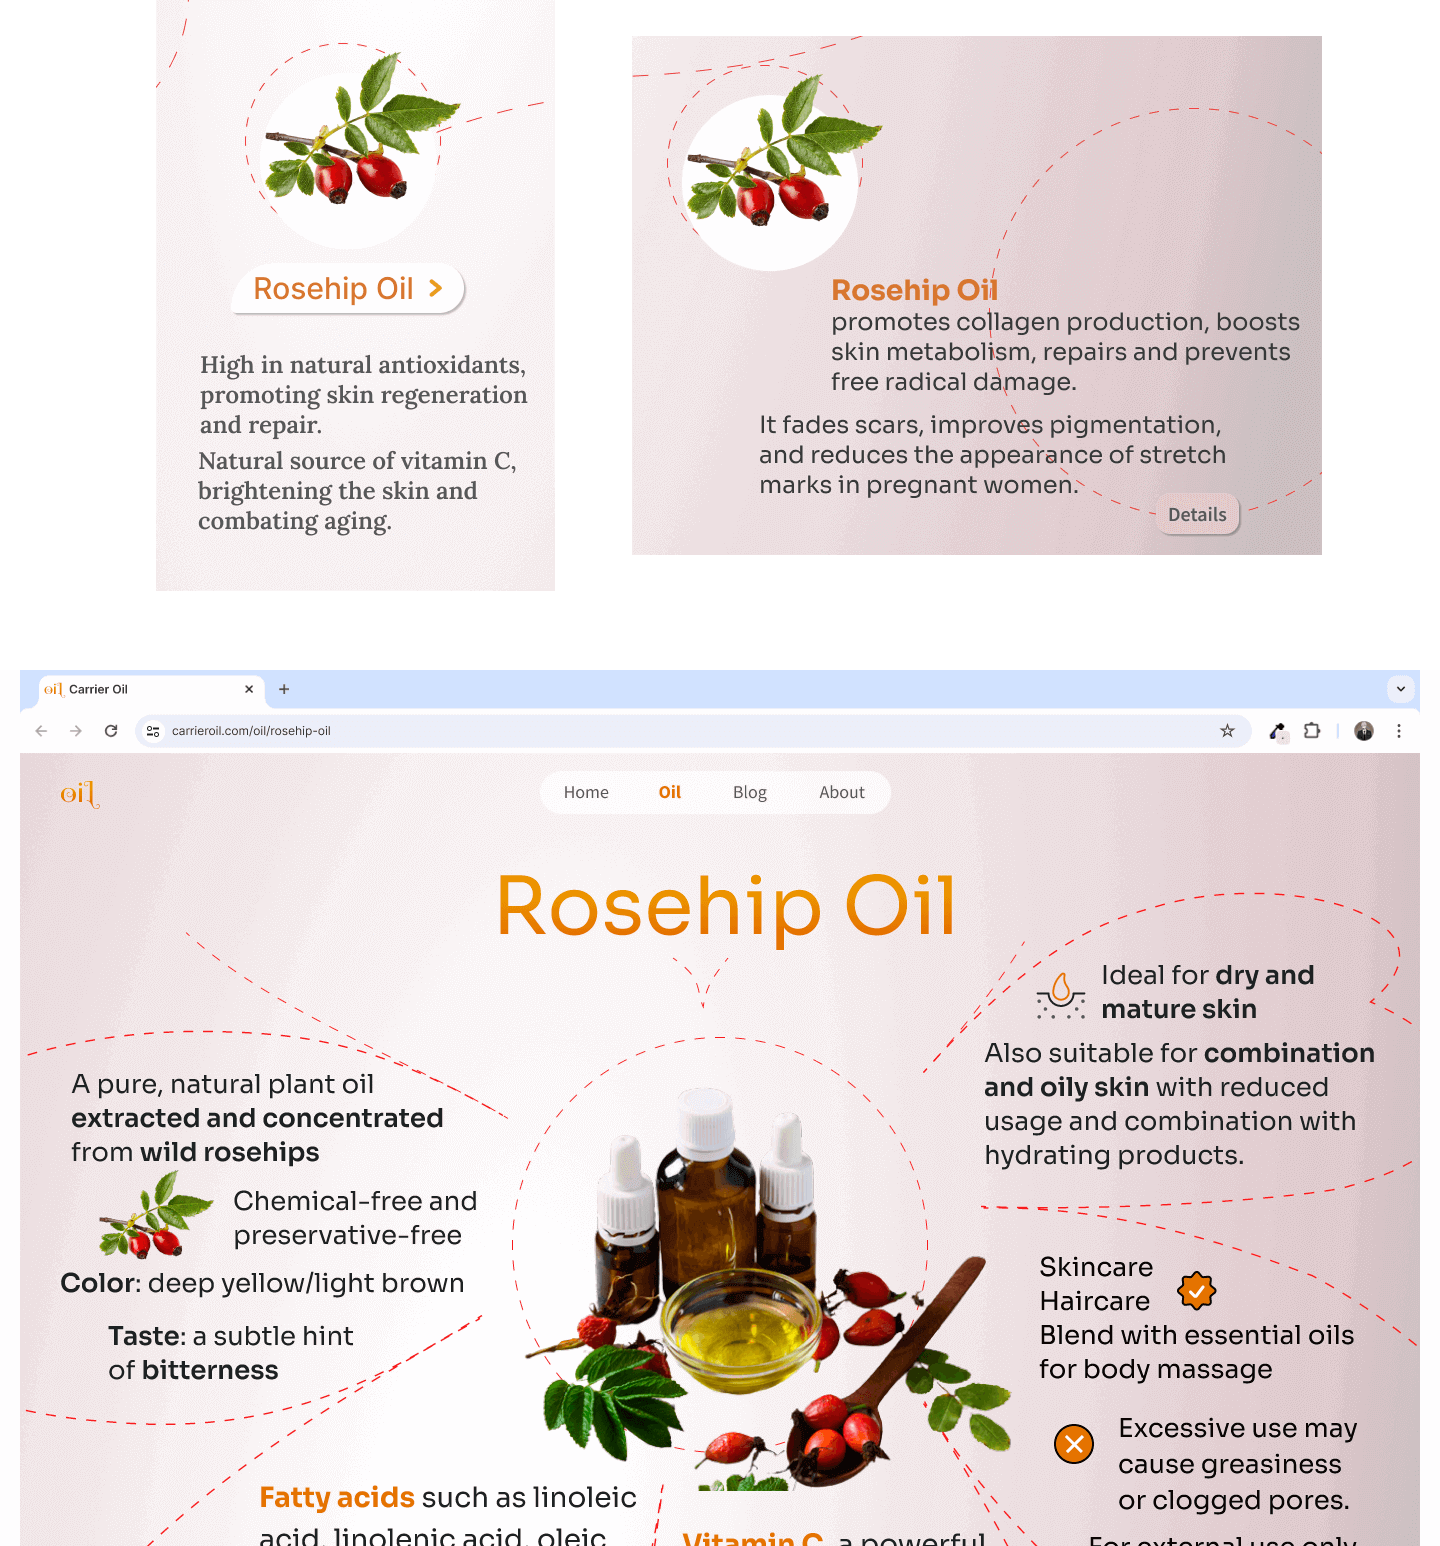 Rosehip Oil
High in natural antioxidants,
promoting skin regeneration
and repair.
Natural source of vitamin C,
brightening the skin and
combating aging.
Rosehip Oil
promotes collagen production, boosts
skin metabolism, repairs and prevents
free radical damage.
It fades scars, improves pigmentation,
and reduces the appearance of stretch
marks in pregnant women.
Details
oil Carrier Oil
carrieroil.com/oil/rosehip-oil
oil
Home Oil Blog About
Rosehip Oil
A pure, natural plant oil
extracted and concentrated
from wild rosehips
Chemical-free and
preservative-free
Color: deep yellow/light brown
Taste: a subtle hint
of bitterness
Ideal for dry and
mature skin
Also suitable for combination
and oily skin with reduced
usage and combination with
hydrating products.
Skincare
Haircare
Blend with essential oils
for body massage
Excessive use may
cause greasiness
or clogged pores.
For external use only
Fatty acids such as linoleic
acid, linolenic acid, oleic
Vitamin C, a powerful